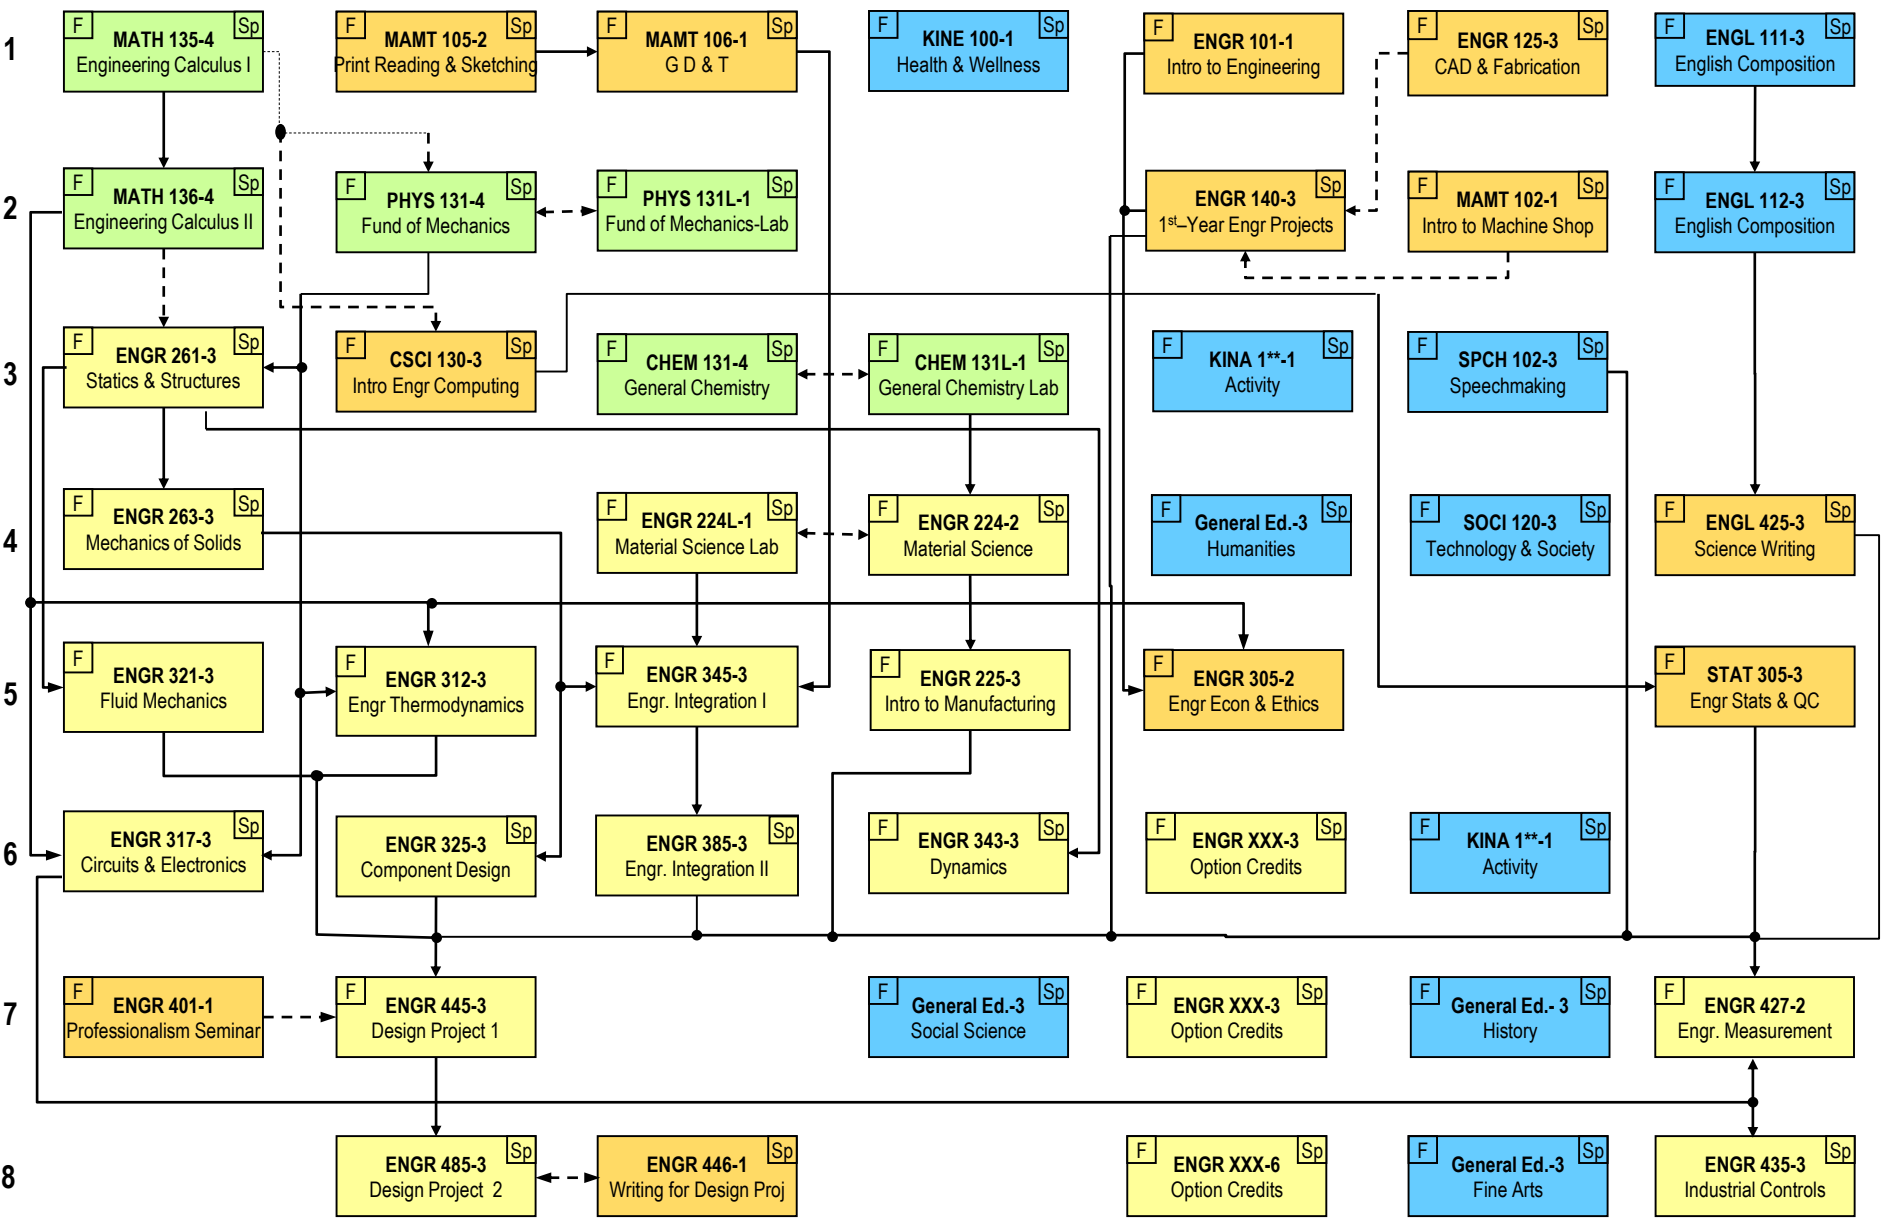 1
F Sp
MATH 135-4
Engineering Calculus I
F Sp
MAMT 105-2
Print Reading & Sketching
F Sp
MAMT 106-1
G D & T
F Sp
KINE 100-1
Health & Wellness
F
ENGR 101-1
Intro to Engineering
F Sp
ENGR 125-3
CAD & Fabrication
F Sp
ENGL 111-3
English Composition
2
F Sp
MATH 136-4
Engineering Calculus II
F Sp
PHYS 131-4
Fund of Mechanics
F Sp
PHYS 131L-1
Fund of Mechanics-Lab
F Sp
ENGR 140-3
1st–Year Engr Projects
F Sp
MAMT 102-1
Intro to Machine Shop
F Sp
ENGL 112-3
English Composition
3
F Sp
ENGR 261-3
Statics & Structures
F Sp
CSCI 130-3
Intro Engr Computing
F Sp
CHEM 131-4
General Chemistry
F Sp
CHEM 131L-1
General Chemistry Lab
F Sp
KINA 1**-1
Activity
F Sp
SPCH 102-3
Speechmaking
4
F Sp
ENGR 263-3
Mechanics of Solids
F Sp
ENGR 224L-1
Material Science Lab
F Sp
ENGR 224-2
Material Science
F Sp
General Ed.-3
Humanities
F Sp
SOCI 120-3
Technology & Society
F Sp
ENGL 425-3
Science Writing
5
F
ENGR 321-3
Fluid Mechanics
F
ENGR 312-3
Engr Thermodynamics
F
ENGR 345-3
Engr. Integration I
F
ENGR 225-3
Intro to Manufacturing
F
ENGR 305-2
Engr Econ & Ethics
F
STAT 305-3
Engr Stats & QC
6
Sp
ENGR 317-3
Circuits & Electronics
Sp
ENGR 325-3
Component Design
Sp
ENGR 385-3
Engr. Integration II
F Sp
ENGR 343-3
Dynamics
F Sp
ENGR XXX-3
Option Credits
F Sp
KINA 1**-1
Activity
7
F
ENGR 401-1
Professionalism Seminar
F
ENGR 445-3
Design Project 1
F Sp
General Ed.-3
Social Science
F Sp
ENGR XXX-3
Option Credits
F Sp
General Ed.- 3
History
F
ENGR 427-2
Engr. Measurement
8
Sp
ENGR 485-3
Design Project 2
Sp
ENGR 446-1
Writing for Design Proj
F Sp
ENGR XXX-6
Option Credits
F Sp
General Ed.-3
Fine Arts
Sp
ENGR 435-3
Industrial Controls